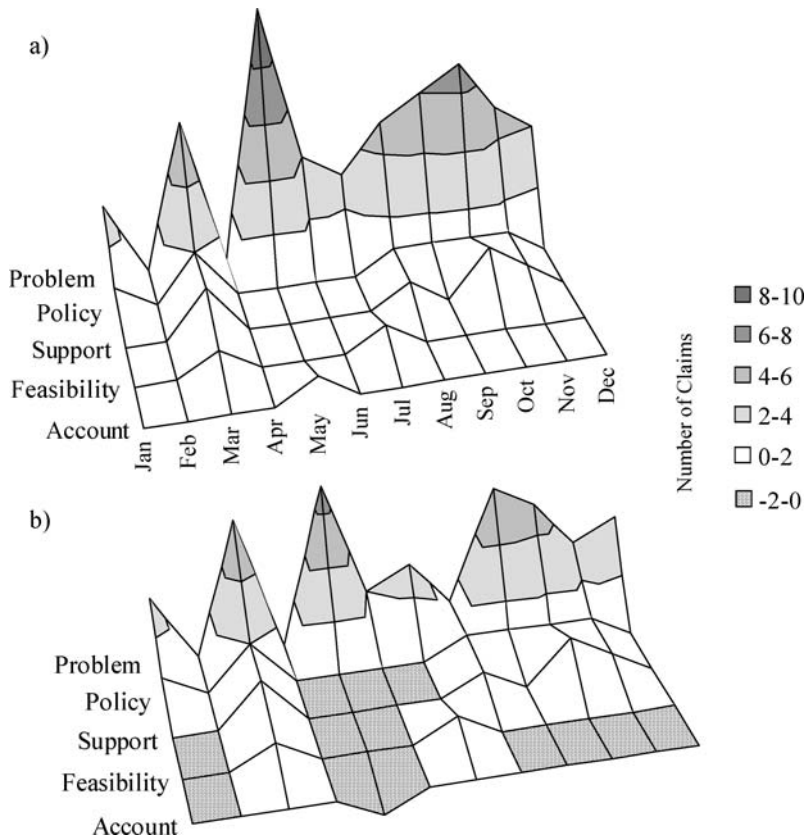 a)
Problem
Policy
Support
Feasibility
Account
Jan
Feb
Mar
Apr
May
Jun
Jul
Aug
Sep
Oct
Nov
Dec
Number of Claims
8-10
6-8
4-6
2-4
0-2
-2-0
b)
Problem
Policy
Support
Feasibility
Account